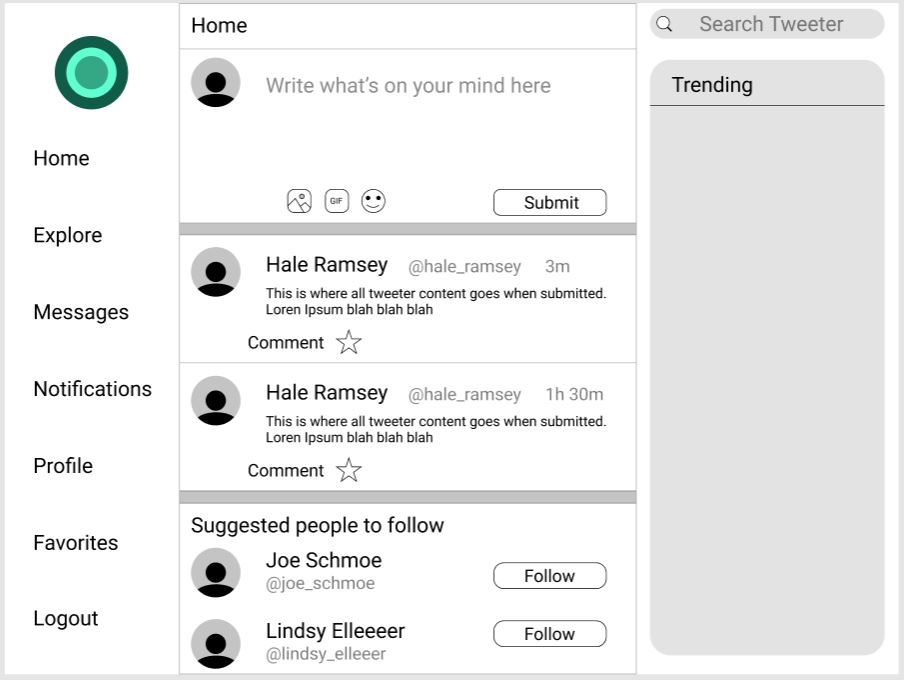 Home
Explore
Messages
Notifications
Profile
Favorites
Logout
Home
Write what’s on your mind here
GIF
Submit
Hale Ramsey @hale_ramsey 3m
This is where all tweeter content goes when submitted.
Loren Ipsum blah blah blah
Comment
Hale Ramsey @hale_ramsey 1h 30m
This is where all tweeter content goes when submitted.
Loren Ipsum blah blah blah
Comment
Suggested people to follow
Joe Schmoe
@joe_schmoe
Follow
Lindsy Elleeeer
@lindsy_elleeer
Follow
Search Tweeter
Trending